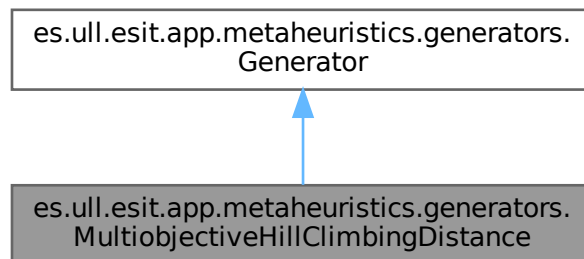 es.ull.esit.app.metaheuristics.generators.
Generator
es.ull.esit.app.metaheuristics.generators.
MultiobjectiveHillClimbingDistance